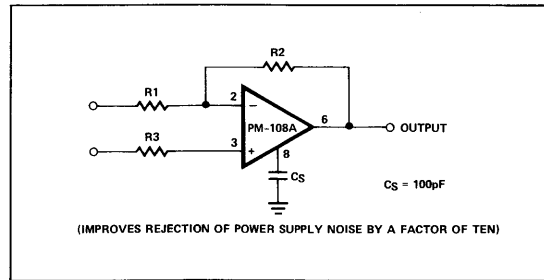 R2
R1
2
−
PM-108A
6
OUTPUT
R3
3
+
8
CS
CS = 100pF
(IMPROVES REJECTION OF POWER SUPPLY NOISE BY A FACTOR OF TEN)